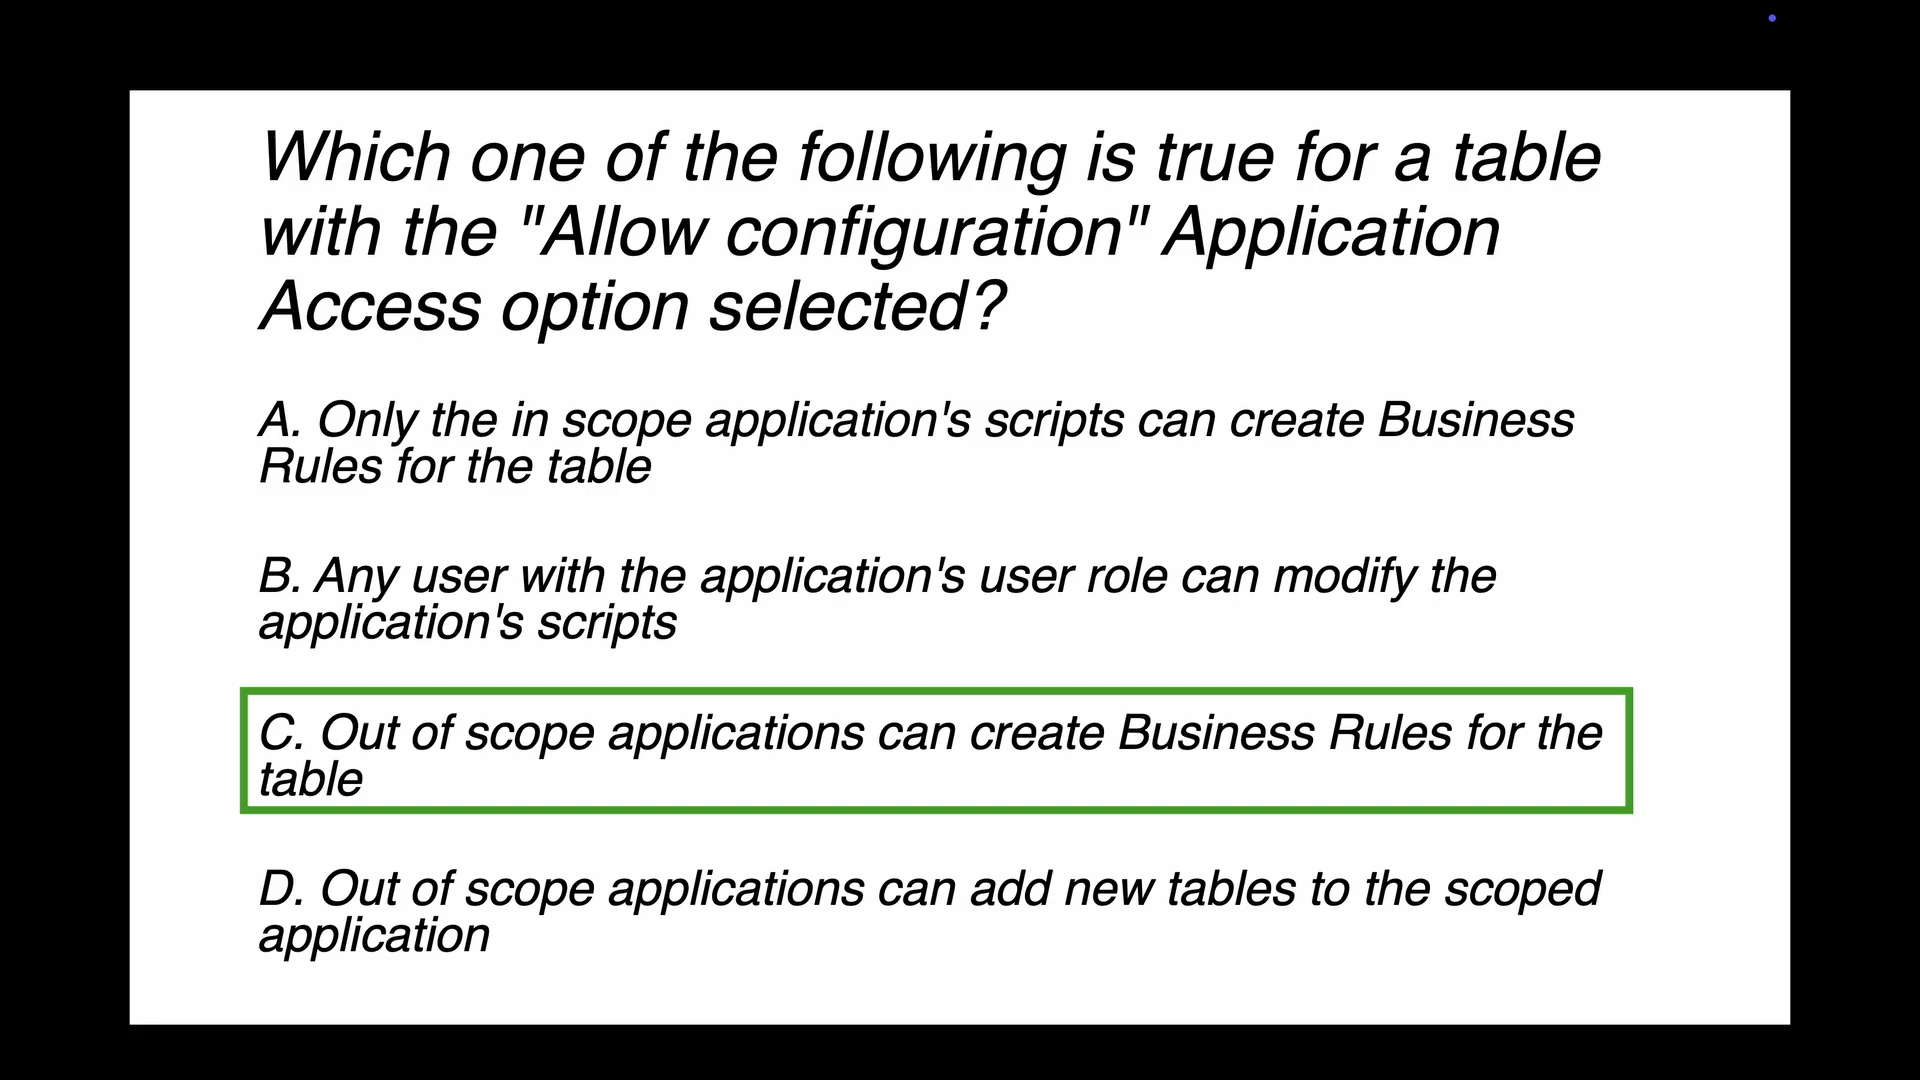 Which one of the following is true for a table
with the "Allow configuration" Application
Access option selected?
A. Only the in scope application's scripts can create Business
Rules for the table
B. Any user with the application's user role can modify the
application's scripts
C. Out of scope applications can create Business Rules for the
table
D. Out of scope applications can add new tables to the scoped
application